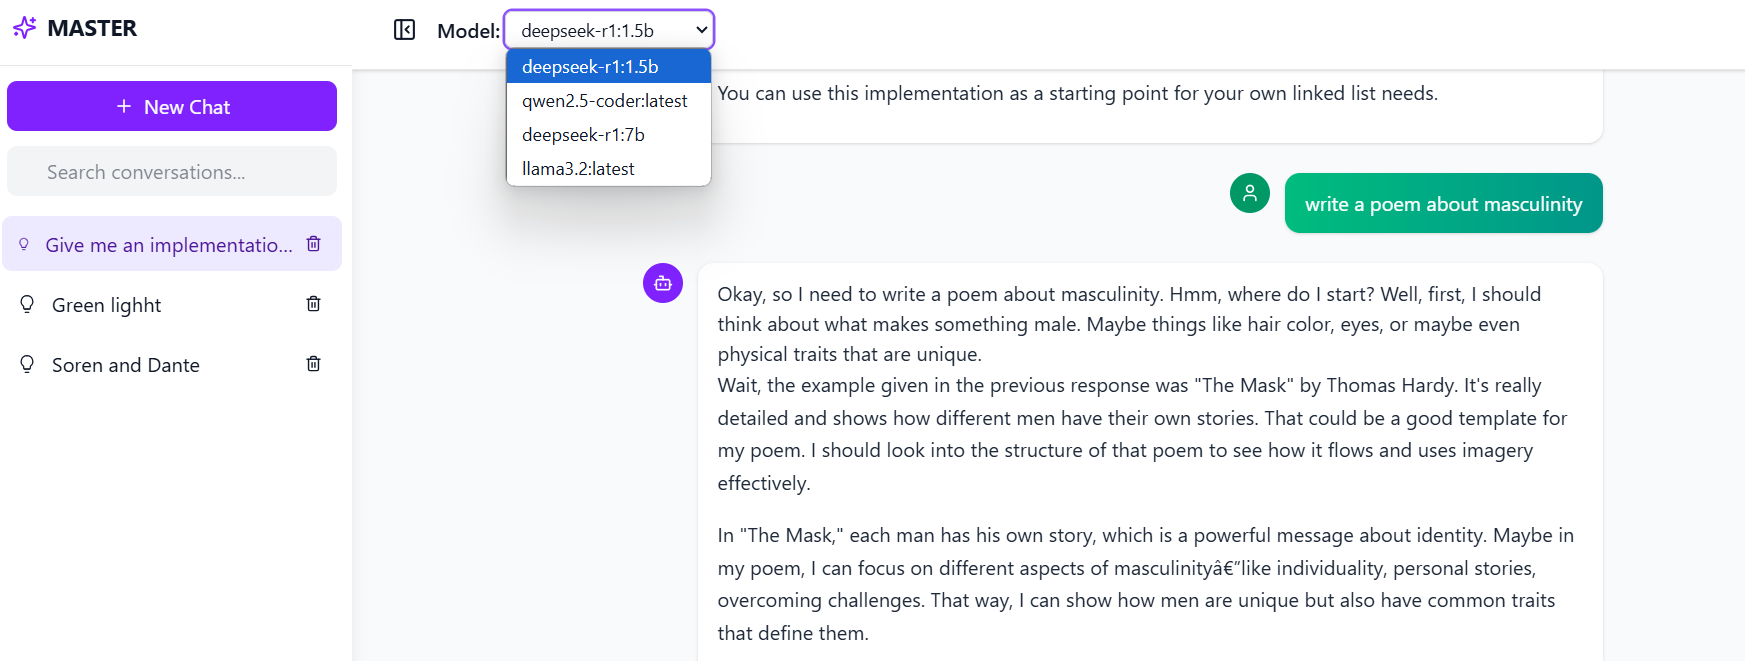 MASTER
Model:
deepseek-r1:1.5b
deepseek-r1:1.5b
qwen2.5-coder:latest
deepseek-r1:7b
llama3.2:latest
+ New Chat
Search conversations...
Give me an implementatio...
Green lighht
Soren and Dante
You can use this implementation as a starting point for your own linked list needs.
write a poem about masculinity
Okay, so I need to write a poem about masculinity. Hmm, where do I start? Well, first, I should
think about what makes something male. Maybe things like hair color, eyes, or maybe even
physical traits that are unique.
Wait, the example given in the previous response was "The Mask" by Thomas Hardy. It's really
detailed and shows how different men have their own stories. That could be a good template for
my poem. I should look into the structure of that poem to see how it flows and uses imagery
effectively.
In "The Mask," each man has his own story, which is a powerful message about identity. Maybe in
my poem, I can focus on different aspects of masculinityâ€”like individuality, personal stories,
overcoming challenges. That way, I can show how men are unique but also have common traits
that define them.